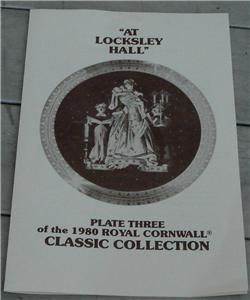 "AT
LOCKSLEY
HALL"
PLATE THREE
of the 1980 ROYAL CORNWALL®
CLASSIC COLLECTION